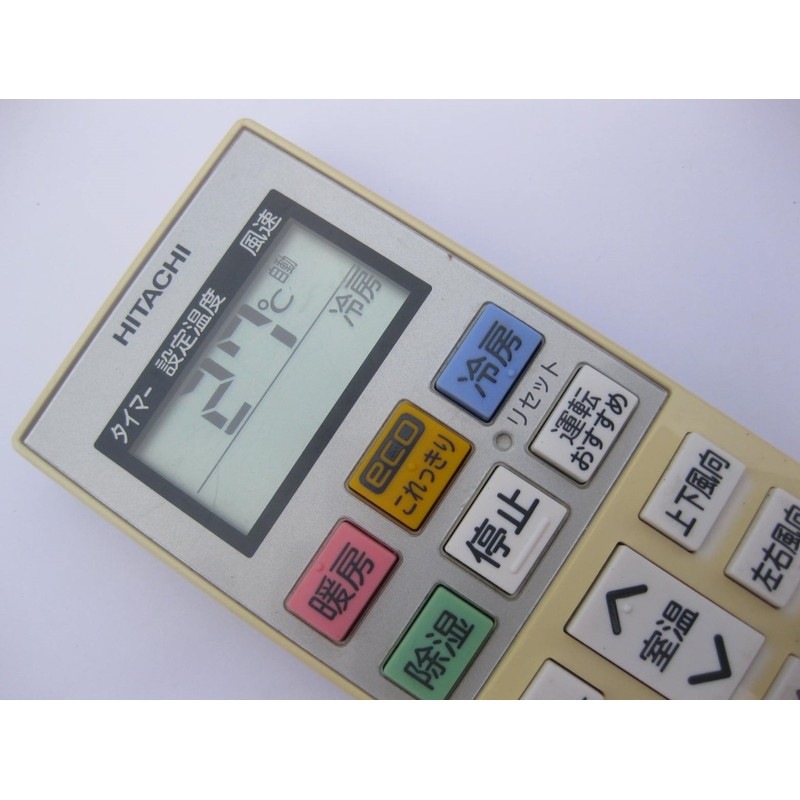 HITACHI
タイマー 設定温度 風速
27℃ 自動
冷房
暖房
eco
これっきり
冷房
除湿
停止
リセット
運転
おすすめ
室温
上下風向
左右風向